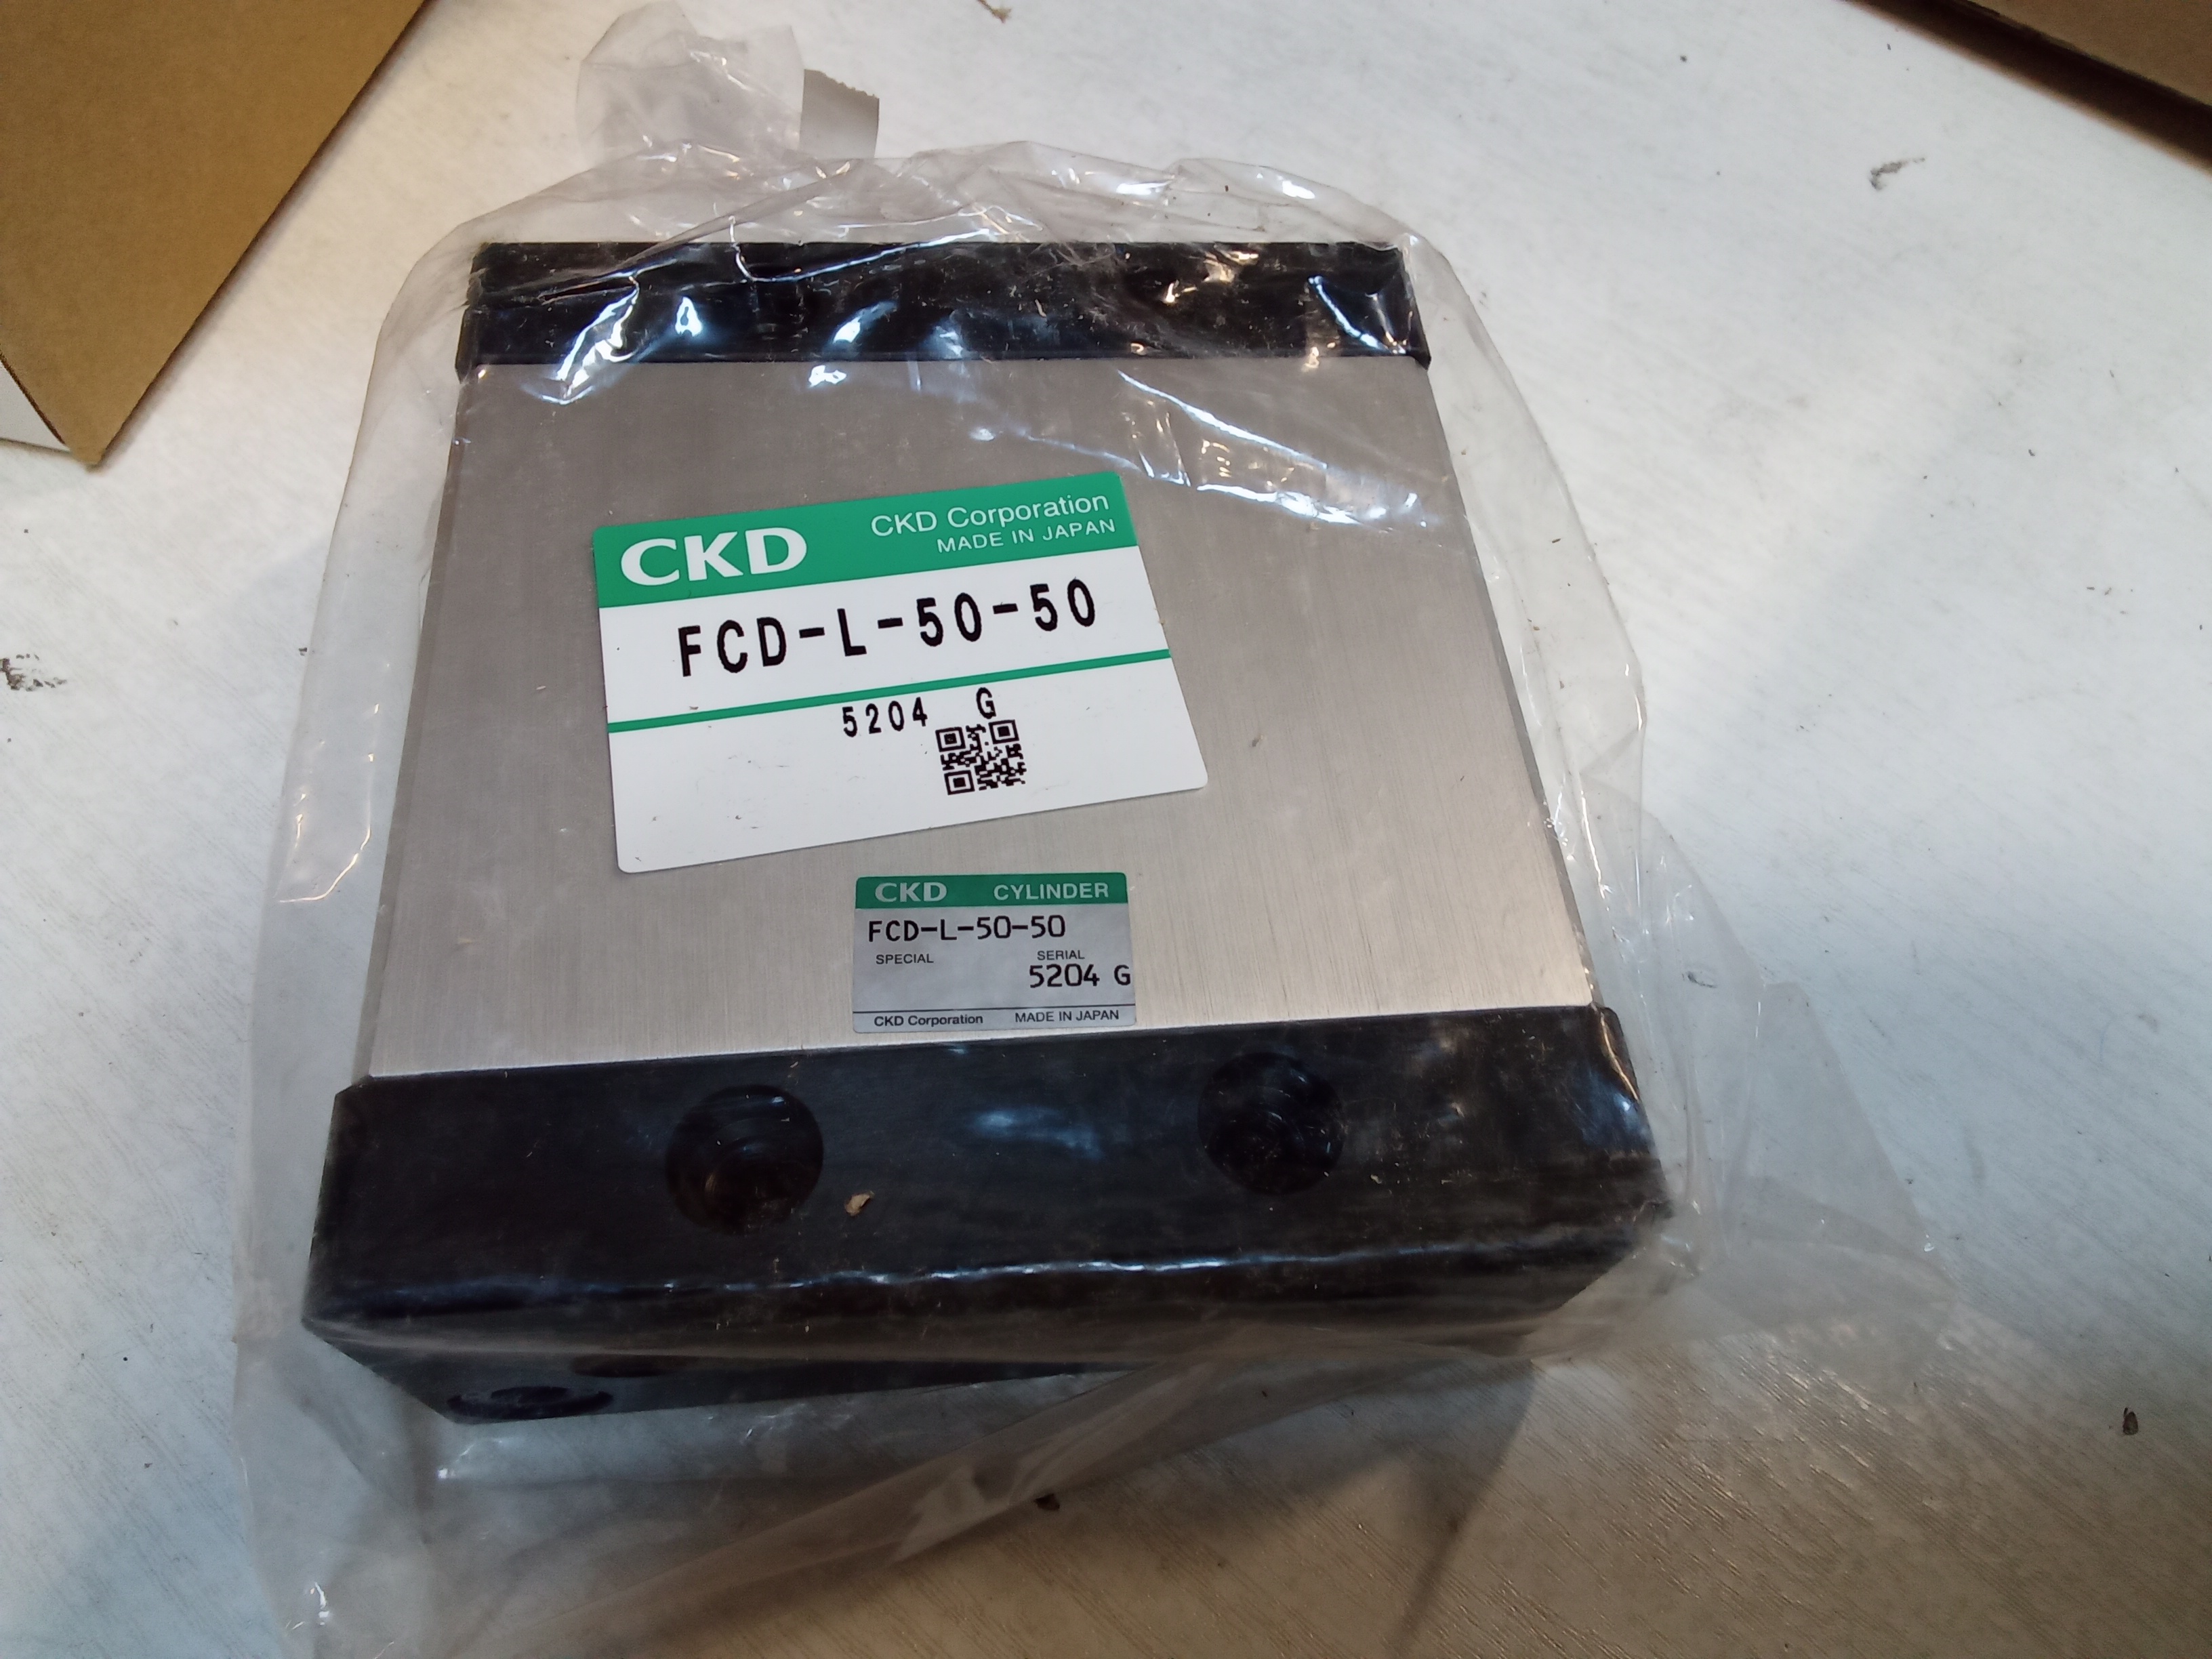 CKD CKD Corporation
MADE IN JAPAN
FCD-L-50-50
5204 G
CKD CYLINDER
FCD-L-50-50
SPECIAL SERIAL
5204 G
CKD Corporation MADE IN JAPAN